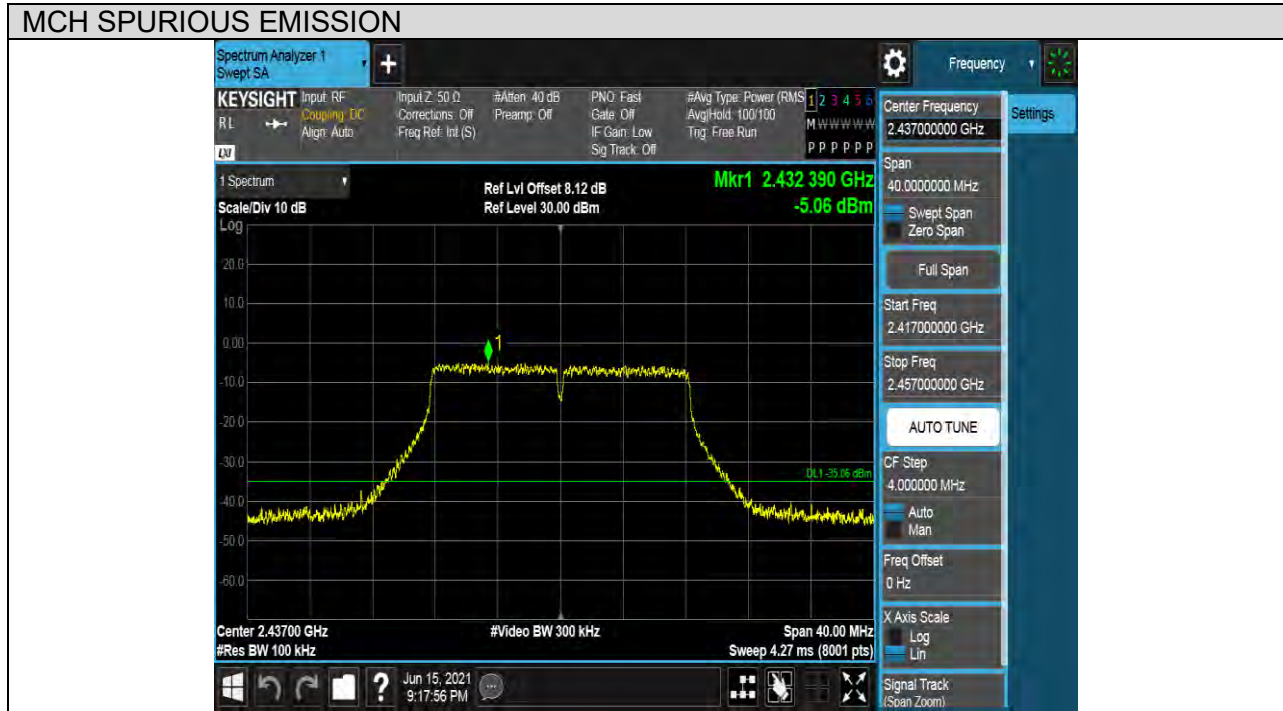 MCH SPURIOUS EMISSION
Spectrum Analyzer 1
Swept SA
+
Frequency
KEYSIGHT
RL
LXI
Input: RF
Coupling: DC
Align: Auto
Input Z: 50 Ω
Corrections: Off
Freq Ref: Int (S)
#Atten: 40 dB
Preamp: Off
PNO: Fast
Gate: Off
IF Gain: Low
Sig Track: Off
#Avg Type: Power (RMS
Avg|Hold: 100/100
Trig: Free Run
1 2 3 4 5 6
M W W W W W
P P P P P P
1 Spectrum
Scale/Div 10 dB
Ref Lvl Offset 8.12 dB
Ref Level 30.00 dBm
Mkr1 2.432 390 GHz
-5.06 dBm
Log
20.0
10.0
0.00
-10.0
-20.0
-30.0
-40.0
-50.0
-60.0
1
DL1 -35.06 dBm
Center 2.43700 GHz
#Res BW 100 kHz
#Video BW 300 kHz
Span 40.00 MHz
Sweep 4.27 ms (8001 pts)
?
Jun 15, 2021
9:17:56 PM
Center Frequency
2.437000000 GHz
Settings
Span
40.0000000 MHz
Swept Span
Zero Span
Full Span
Start Freq
2.417000000 GHz
Stop Freq
2.457000000 GHz
AUTO TUNE
CF Step
4.000000 MHz
Auto
Man
Freq Offset
0 Hz
X Axis Scale
Log
Lin
Signal Track
(Span Zoom)